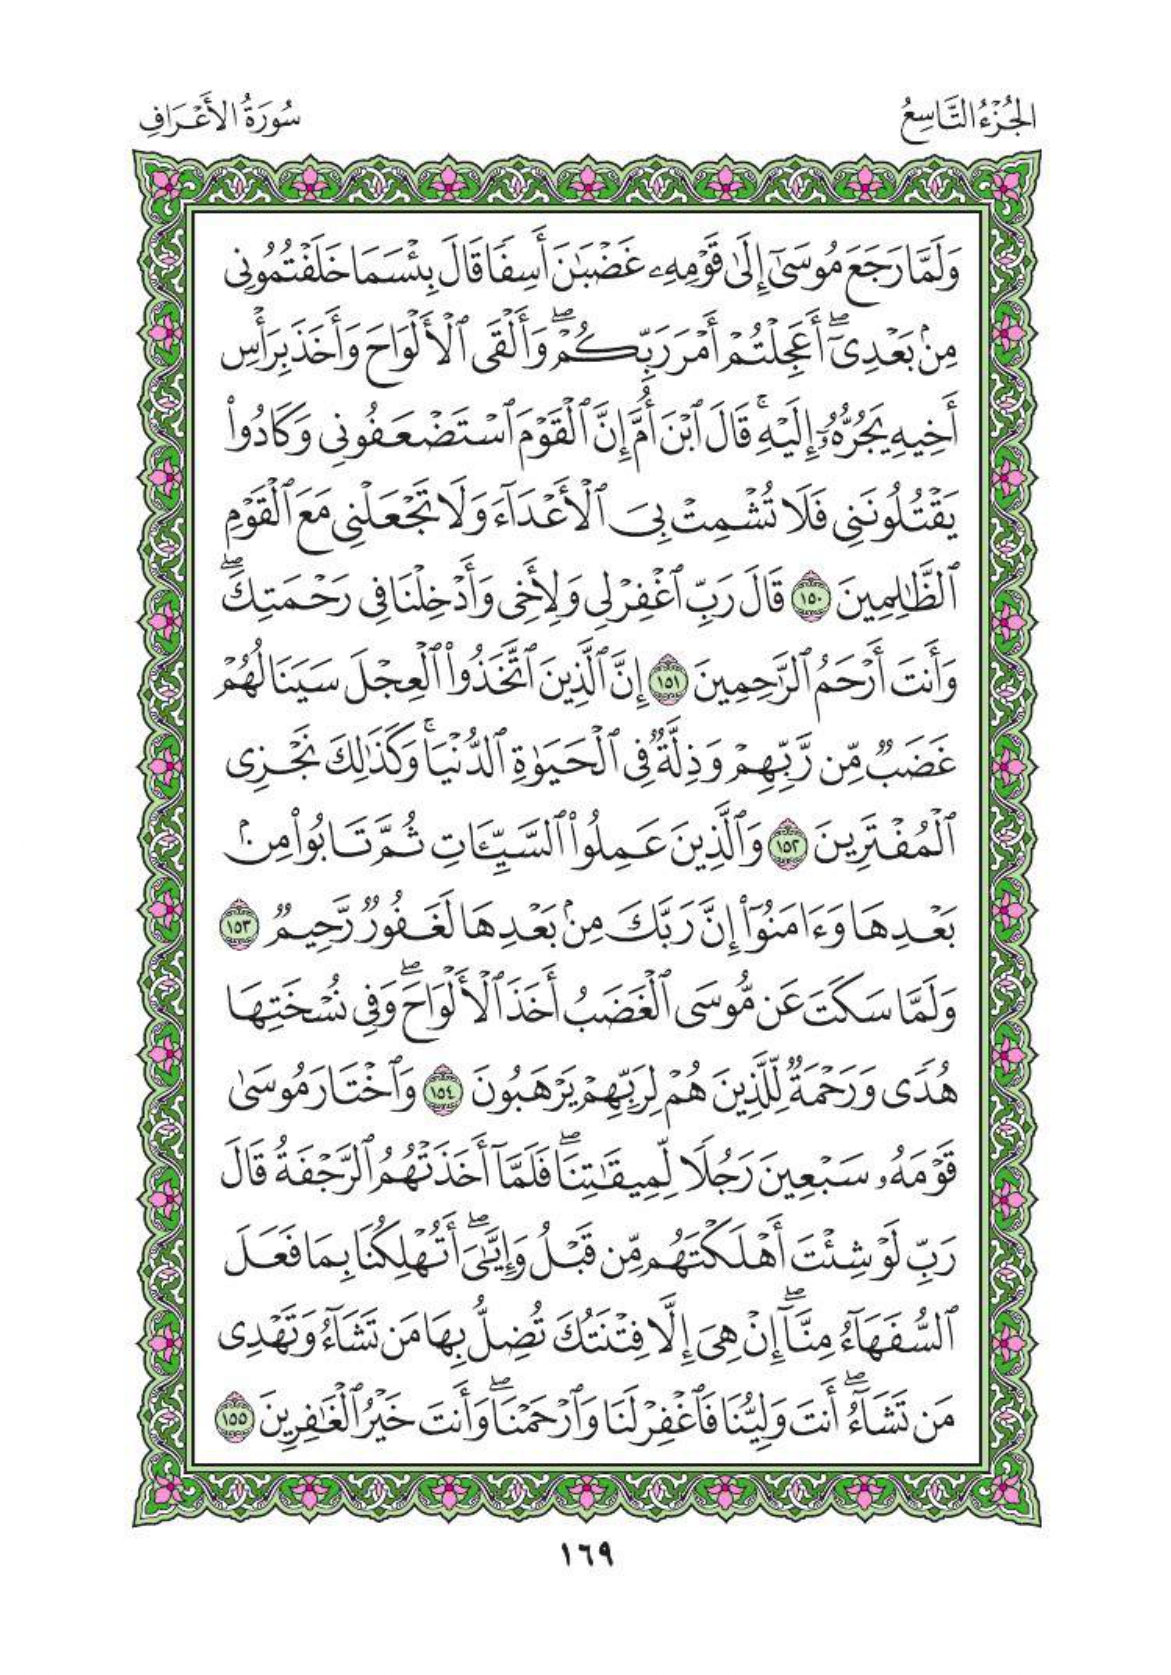 الجُزْءُ التَّاسِعُ
سُورَةُ الأَعْرَافِ
وَلَمَّا رَجَعَ مُوسَىٰٓ إِلَىٰ قَوْمِهِۦ غَضْبَٰنَ أَسِفٗا قَالَ بِئْسَمَا خَلَفْتُمُونِي
مِنۢ بَعْدِيٓۖ أَعَجِلْتُمْ أَمْرَ رَبِّكُمْۖ وَأَلْقَى ٱلْأَلْوَاحَ وَأَخَذَ بِرَأْسِ
أَخِيهِ يَجُرُّهُۥٓ إِلَيْهِۚ قَالَ ٱبْنَ أُمَّ إِنَّ ٱلْقَوْمَ ٱسْتَضْعَفُونِي وَكَادُواْ
يَقْتُلُونَنِي فَلَا تُشْمِتْ بِيَ ٱلْأَعْدَآءَ وَلَا تَجْعَلْنِي مَعَ ٱلْقَوْمِ
ٱلظَّٰلِمِينَ ١٥٠ قَالَ رَبِّ ٱغْفِرْ لِي وَلِأَخِي وَأَدْخِلْنَا فِي رَحْمَتِكَۖ
وَأَنتَ أَرْحَمُ ٱلرَّٰحِمِينَ ١٥١ إِنَّ ٱلَّذِينَ ٱتَّخَذُواْ ٱلْعِجْلَ سَيَنَالُهُمْ
غَضَبٞ مِّن رَّبِّهِمْ وَذِلَّةٞ فِي ٱلْحَيَوٰةِ ٱلدُّنْيَاۚ وَكَذَٰلِكَ نَجْزِي
ٱلْمُفْتَرِينَ ١٥٢ وَٱلَّذِينَ عَمِلُواْ ٱلسَّيِّـَٔاتِ ثُمَّ تَابُواْ مِنۢ
بَعْدِهَا وَءَامَنُوٓاْ إِنَّ رَبَّكَ مِنۢ بَعْدِهَا لَغَفُورٞ رَّحِيمٞ ١٥٣
وَلَمَّا سَكَتَ عَن مُّوسَى ٱلْغَضَبُ أَخَذَ ٱلْأَلْوَاحَۖ وَفِي نُسْخَتِهَا
هُدٗى وَرَحْمَةٞ لِّلَّذِينَ هُمْ لِرَبِّهِمْ يَرْهَبُونَ ١٥٤ وَٱخْتَارَ مُوسَىٰ
قَوْمَهُۥ سَبْعِينَ رَجُلٗا لِّمِيقَٰتِنَاۖ فَلَمَّآ أَخَذَتْهُمُ ٱلرَّجْفَةُ قَالَ
رَبِّ لَوْ شِئْتَ أَهْلَكْتَهُم مِّن قَبْلُ وَإِيَّٰيَۖ أَتُهْلِكُنَا بِمَا فَعَلَ
ٱلسُّفَهَآءُ مِنَّآۖ إِنْ هِيَ إِلَّا فِتْنَتُكَ تُضِلُّ بِهَا مَن تَشَآءُ وَتَهْدِي
مَن تَشَآءُۖ أَنتَ وَلِيُّنَا فَٱغْفِرْ لَنَا وَٱرْحَمْنَاۖ وَأَنتَ خَيْرُ ٱلْغَٰفِرِينَ ١٥٥
١٦٩